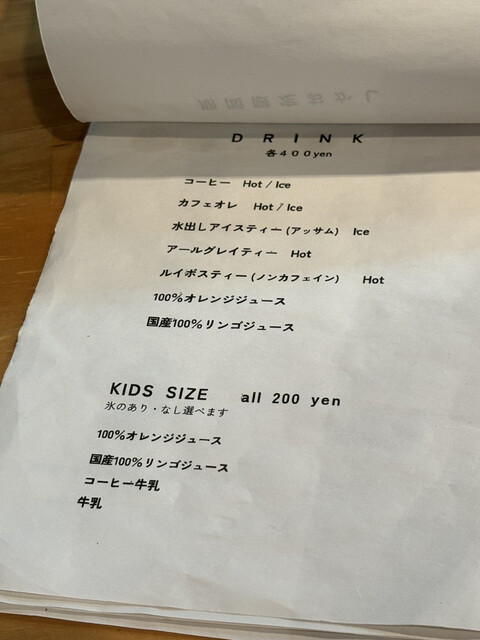 DRINK
各400yen
コーヒー Hot / Ice
カフェオレ Hot / Ice
水出しアイスティー(アッサム) Ice
アールグレイティー Hot
ルイボスティー(ノンカフェイン) Hot
100%オレンジジュース
国産100%リンゴジュース
KIDS SIZE all 200 yen
氷のあり・なし選べます
100%オレンジジュース
国産100%リンゴジュース
コーヒー牛乳
牛乳